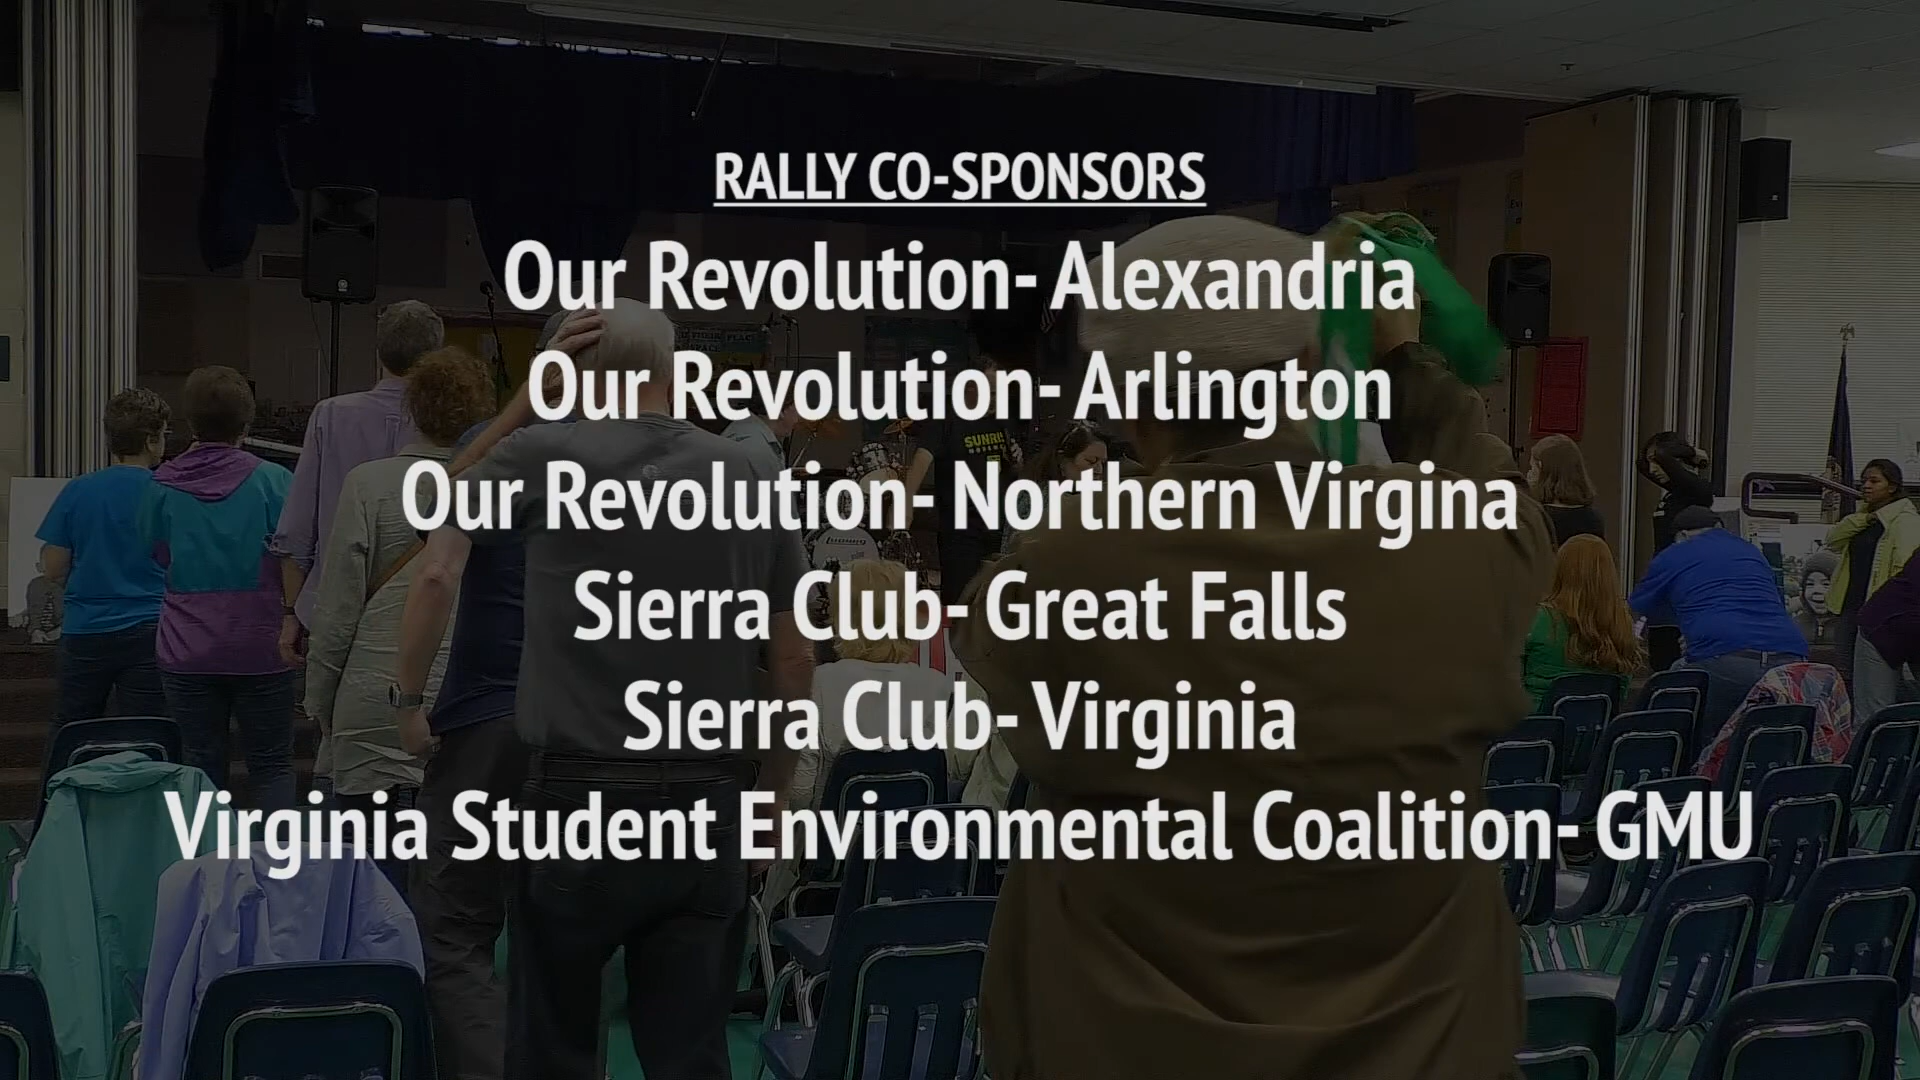 RALLY CO-SPONSORS
Our Revolution- Alexandria
Our Revolution- Arlington
Our Revolution- Northern Virgina
Sierra Club- Great Falls
Sierra Club- Virginia
Virginia Student Environmental Coalition- GMU
LUDWIG